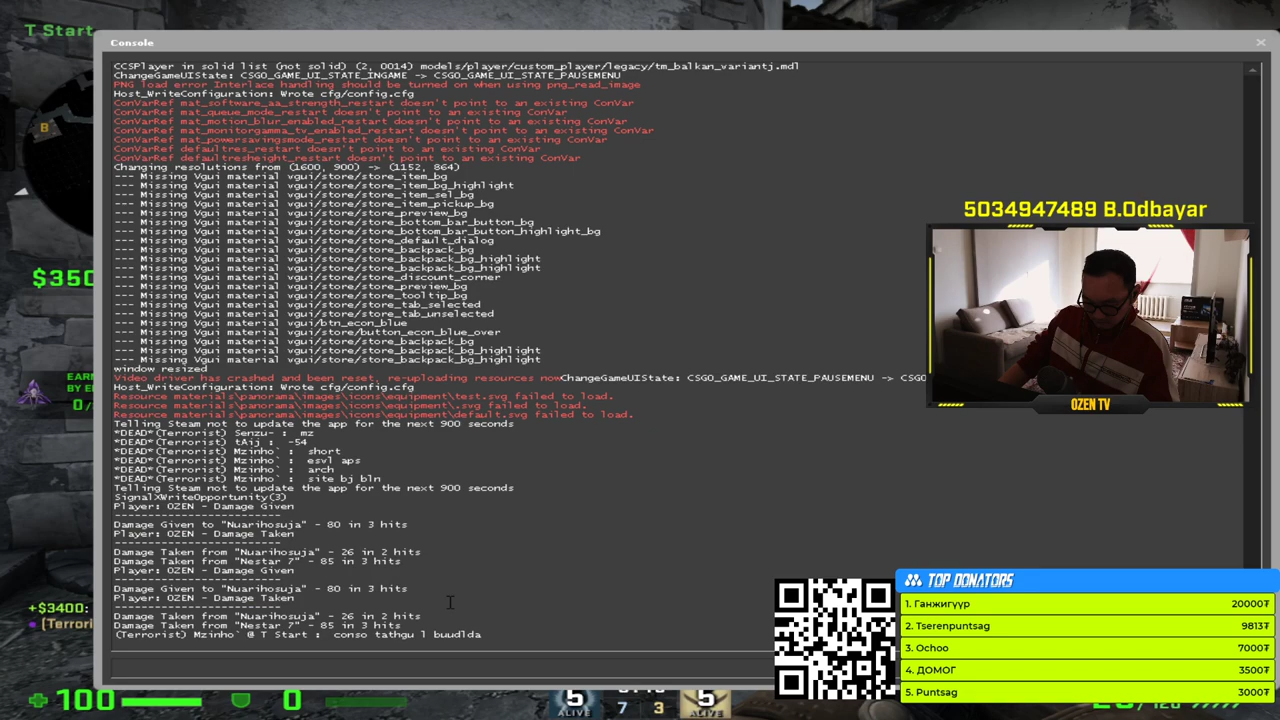 T Start
Console
CCSPlayer in solid list (not solid) (2, 0014) models/player/custom_player/legacy/tm_balkan_variantj.mdl
ChangeGameUIState: CSGO_GAME_UI_STATE_INGAME -> CSGO_GAME_UI_STATE_PAUSEMENU
PNG load error Interlace handling should be turned on when using png_read_image
Host_WriteConfiguration: Wrote cfg/config.cfg
ConVarRef mat_software_aa_strength_restart doesn't point to an existing ConVar
ConVarRef mat_queue_mode_restart doesn't point to an existing ConVar
ConVarRef mat_motion_blur_enabled_restart doesn't point to an existing ConVar
ConVarRef mat_monitorgamma_tv_enabled_restart doesn't point to an existing ConVar
ConVarRef mat_powersavingsmode_restart doesn't point to an existing ConVar
ConVarRef defaultres_restart doesn't point to an existing ConVar
ConVarRef defaultresheight_restart doesn't point to an existing ConVar
Changing resolutions from (1600, 900) -> (1152, 864)
--- Missing Vgui material vgui/store/store_item_bg
--- Missing Vgui material vgui/store/store_item_bg_highlight
--- Missing Vgui material vgui/store/store_item_sel_bg
--- Missing Vgui material vgui/store/store_item_pickup_bg
--- Missing Vgui material vgui/store/store_preview_bg
--- Missing Vgui material vgui/store/store_bottom_bar_button_bg
--- Missing Vgui material vgui/store/store_bottom_bar_button_highlight_bg
--- Missing Vgui material vgui/store/store_default_dialog
--- Missing Vgui material vgui/store/store_backpack_bg
--- Missing Vgui material vgui/store/store_backpack_bg_highlight
--- Missing Vgui material vgui/store/store_backpack_bg_highlight
--- Missing Vgui material vgui/store/store_discount_corner
--- Missing Vgui material vgui/store/store_preview_bg
--- Missing Vgui material vgui/store/store_tooltip_bg
--- Missing Vgui material vgui/store/store_tab_selected
--- Missing Vgui material vgui/store/store_tab_unselected
--- Missing Vgui material vgui/btn_econ_blue
--- Missing Vgui material vgui/store/button_econ_blue_over
--- Missing Vgui material vgui/store/store_backpack_bg
--- Missing Vgui material vgui/store/store_backpack_bg_highlight
--- Missing Vgui material vgui/store/store_backpack_bg_highlight
window resized
Video driver has crashed and been reset, re-uploading resources nowChangeGameUIState: CSGO_GAME_UI_STATE_PAUSEMENU -> CSGO
Host_WriteConfiguration: Wrote cfg/config.cfg
Resource materials\panorama\images\icons\equipment\test.svg failed to load.
Resource materials\panorama\images\icons\equipment\.svg failed to load.
Resource materials\panorama\images\icons\equipment\default.svg failed to load.
Telling Steam not to update the app for the next 900 seconds
*DEAD*(Terrorist) Senzu- : mz
*DEAD*(Terrorist) tAij : -54
*DEAD*(Terrorist) Mzinho` : short
*DEAD*(Terrorist) Mzinho` : esvl aps
*DEAD*(Terrorist) Mzinho` : arch
*DEAD*(Terrorist) Mzinho` : site bj bln
Telling Steam not to update the app for the next 900 seconds
SignalXWriteOpportunity(3)
Player: OZEN - Damage Given
-------------------------
Damage Given to "Nuarihosuja" - 80 in 3 hits
Player: OZEN - Damage Taken
-------------------------
Damage Taken from "Nuarihosuja" - 26 in 2 hits
Damage Taken from "Nestar 7" - 85 in 3 hits
Player: OZEN - Damage Given
-------------------------
Damage Given to "Nuarihosuja" - 80 in 3 hits
Player: OZEN - Damage Taken
-------------------------
Damage Taken from "Nuarihosuja" - 26 in 2 hits
Damage Taken from "Nestar 7" - 85 in 3 hits
(Terrorist) Mzinho` @ T Start : conso tathgu l buudlda
B
$350
EARN
BY E
0/
+$3400:
(Terrori
100
0
5
ALIVE
7
3
5
ALIVE
5034947489 B.Odbayar
OZEN TV
TOP DONATORS
1. Ганжигүүр 20000₮
2. Tserenpuntsag 9813₮
3. Ochoo 7000₮
4. ДОМОГ 3500₮
5. Puntsag 3000₮